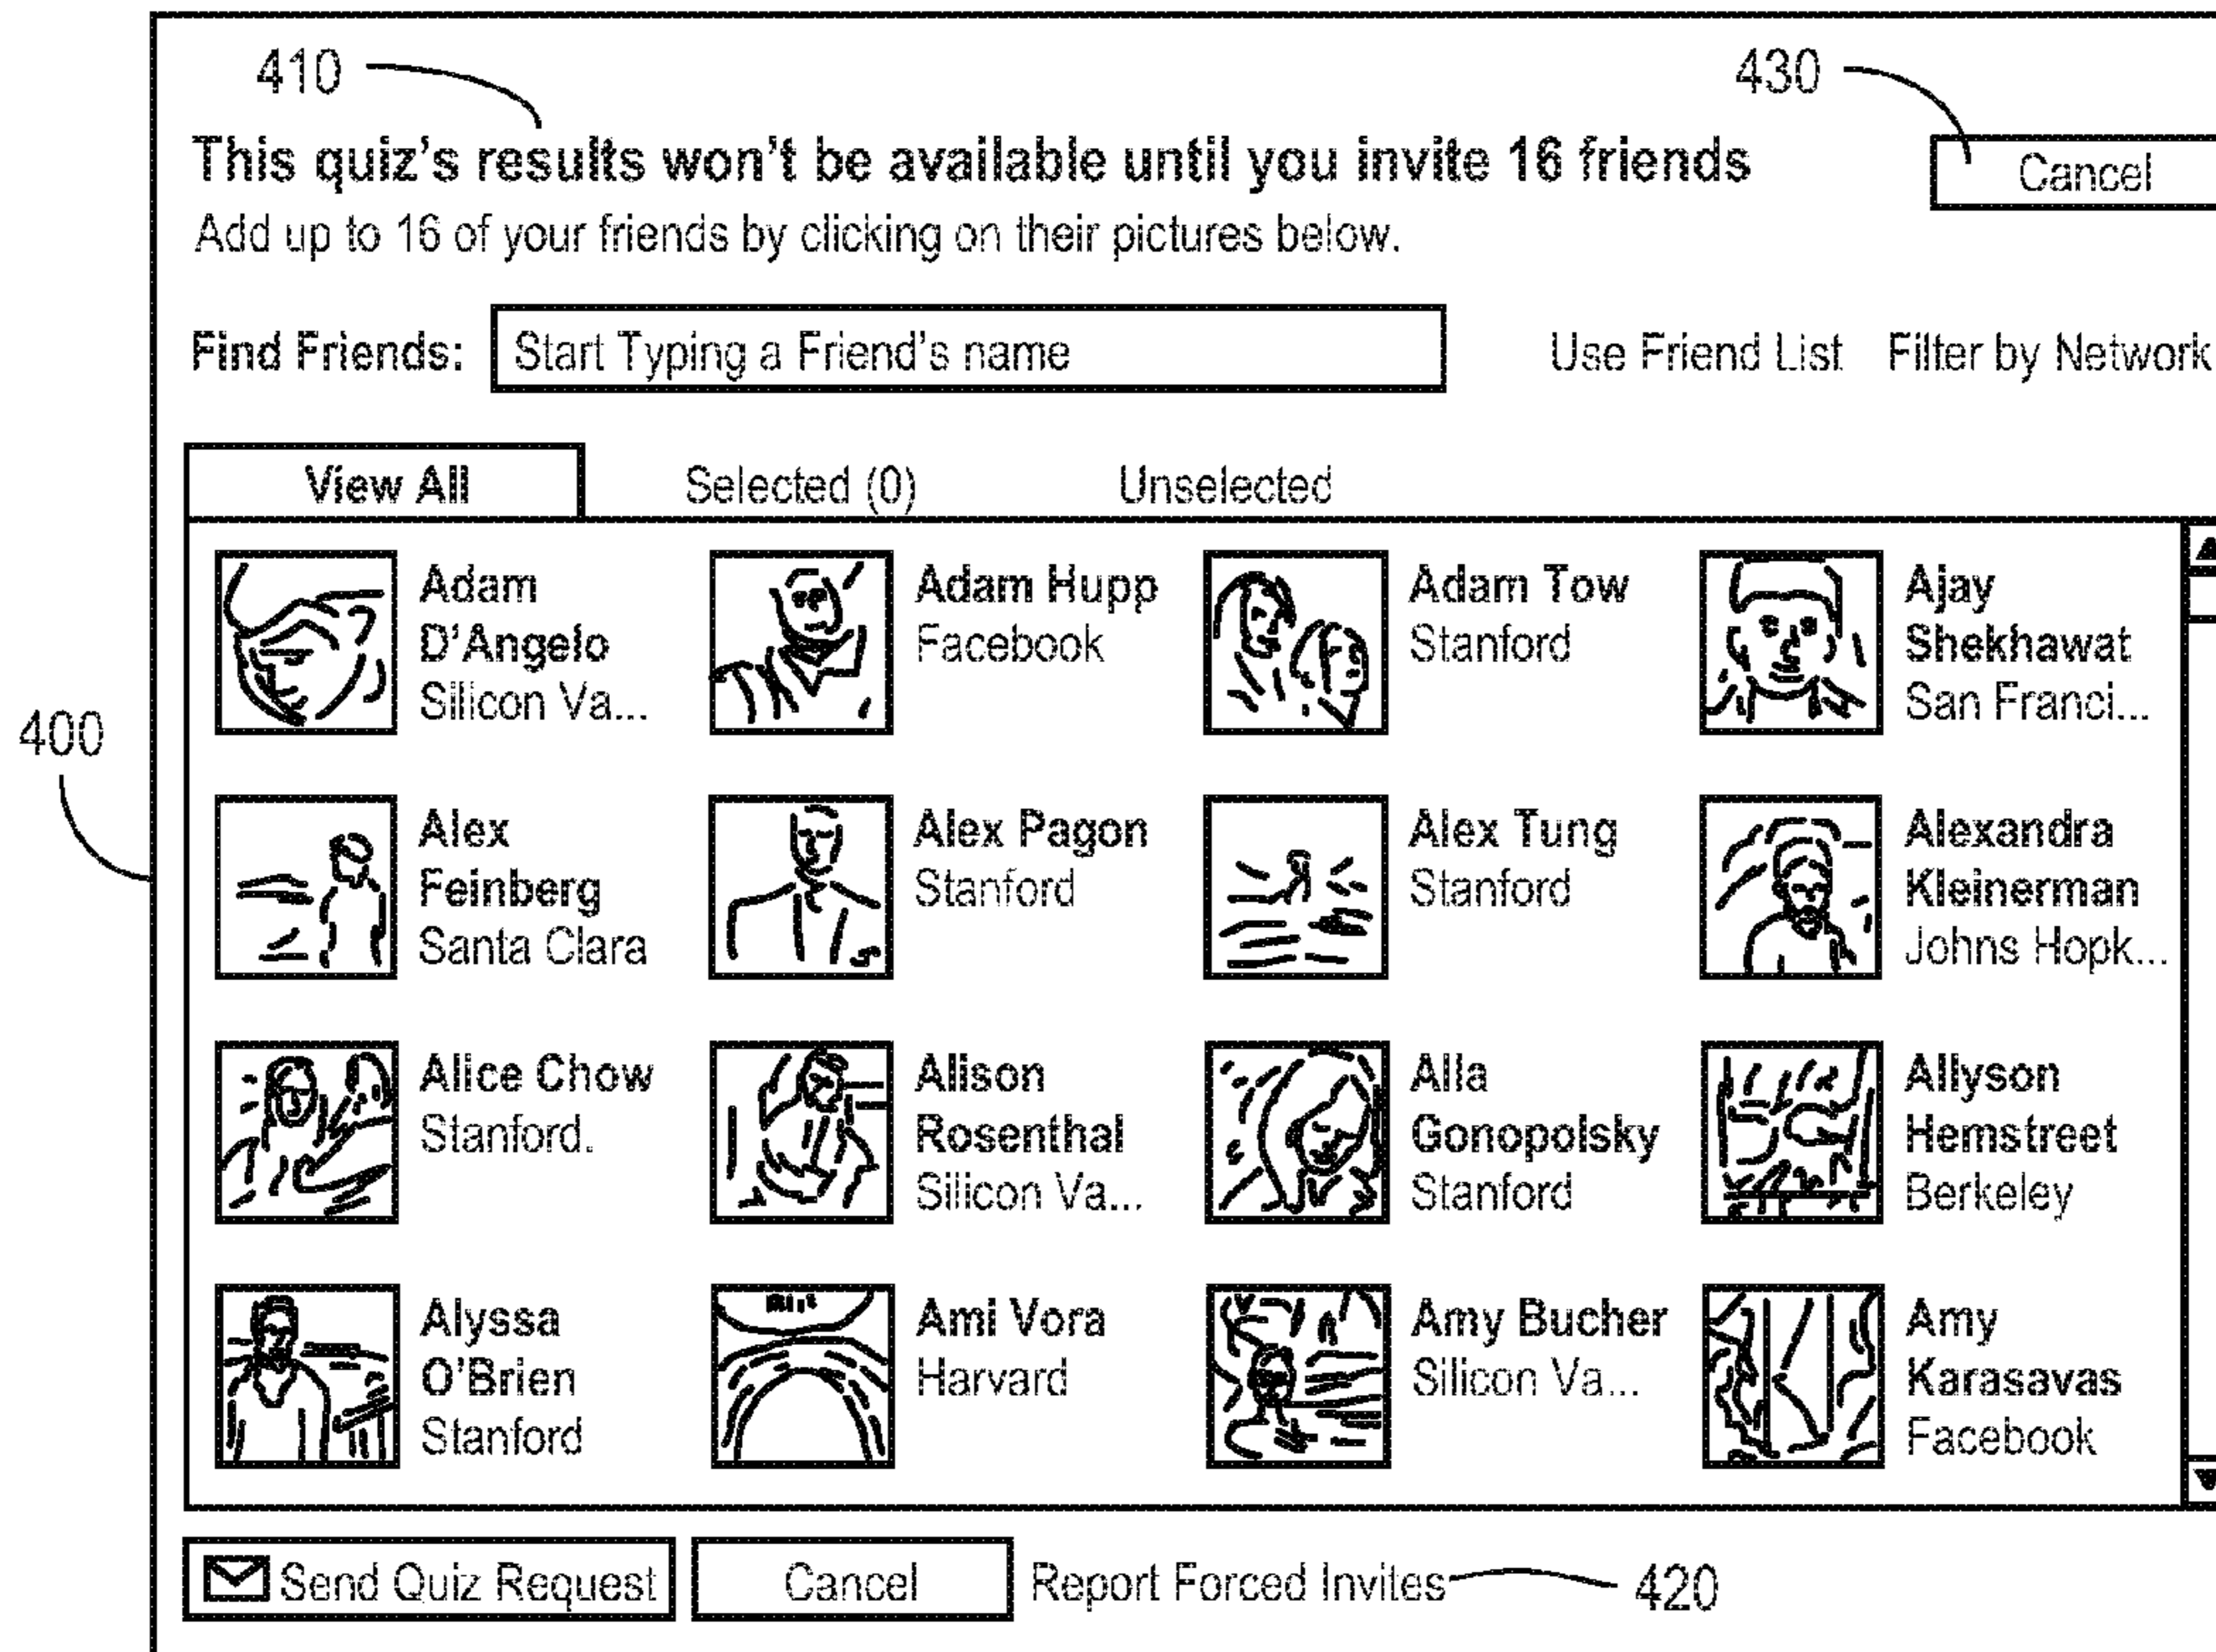 410
430
This quiz's results won't be available until you invite 16 friends
Cancel
Add up to 16 of your friends by clicking on their pictures below.
Find Friends: Start Typing a Friend's name Use Friend List Filter by Network
View All Selected (0) Unselected
Adam
D'Angelo
Silicon Va...
Adam Hupp
Facebook
Adam Tow
Stanford
Ajay
Shekhawat
San Franci...
400
Alex
Feinberg
Santa Clara
Alex Pagon
Stanford
Alex Tung
Stanford
Alexandra
Kleinerman
Johns Hopk...
Alice Chow
Stanford.
Alison
Rosenthal
Silicon Va...
Alla
Gonopolsky
Stanford
Allyson
Hemstreet
Berkeley
Alyssa
O'Brien
Stanford
Ami Vora
Harvard
Amy Bucher
Silicon Va...
Amy
Karasavas
Facebook
Send Quiz Request Cancel Report Forced Invites 420